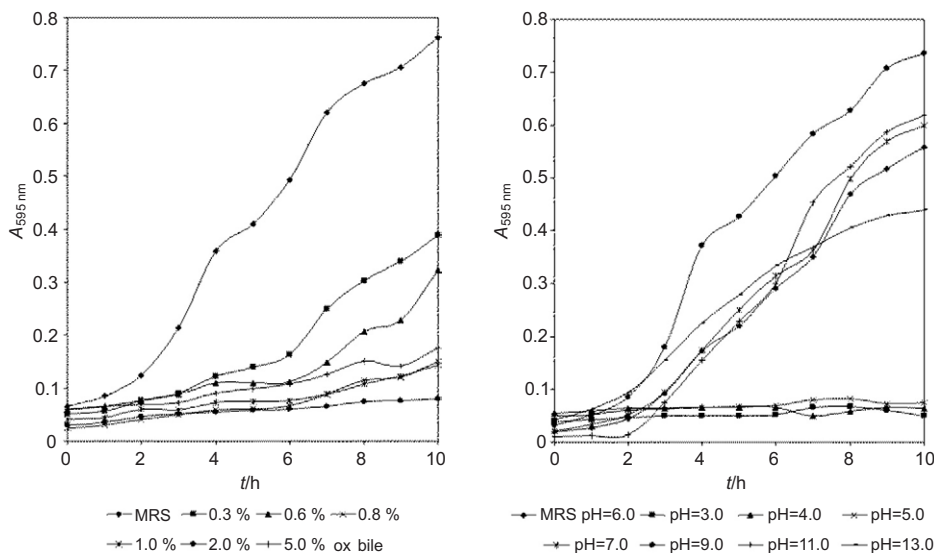 0.8
0.7
0.6
0.5
0.4
0.3
0.2
0.1
0
A595 nm
0 2 4 6 8 10
t/h
MRS 0.3 % 0.6 % 0.8 %
1.0 % 2.0 % 5.0 % ox bile
0.8
0.7
0.6
0.5
0.4
0.3
0.2
0.1
0
A595 nm
0 2 4 6 8 10
t/h
MRS pH=6.0 pH=3.0 pH=4.0 pH=5.0
pH=7.0 pH=9.0 pH=11.0 pH=13.0